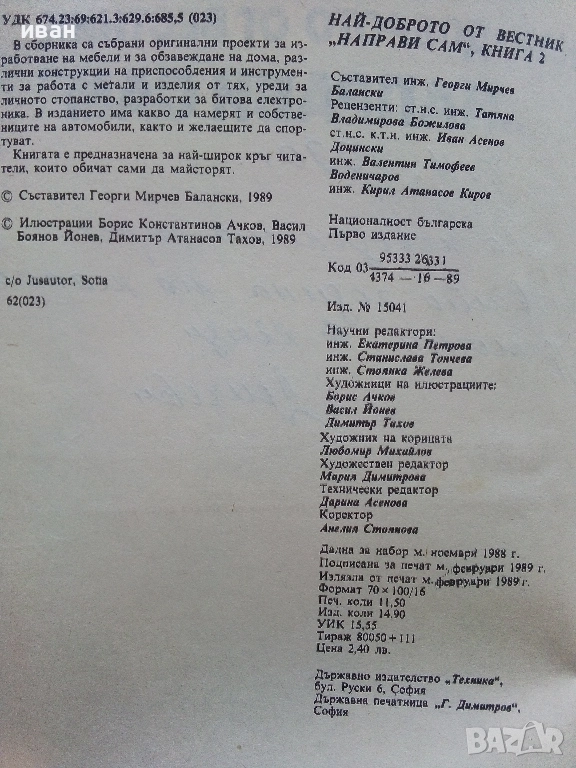 иван
УДК 674.23:69:621.3:629.6:685,5 (023)
В сборника са събрани оригинални проекти за из-
работване на мебели и за обзавеждане на дома, раз-
лични конструкции на приспособления и инструмен-
ти за работа с метали и изделия от тях, уреди за
личното стопанство, разработки за битова електро-
ника. В изданието има какво да намерят и собстве-
ниците на автомобили, както и желаещите да спор-
туват.
Книгата е предназначена за най-широк кръг чита-
тели, които обичат сами да майсторят.
© Съставител Георги Мирчев Балански, 1989
© Илюстрации Борис Константинов Ачков, Васил
Боянов Йонев, Димитър Атанасов Тахов, 1989
c/o Jusautor, Sofia
62(023)
НАЙ-ДОБРОТО ОТ ВЕСТНИК
„НАПРАВИ САМ“, КНИГА 2
Съставител инж. Георги Мирчев
Балански
Рецензенти: ст.н.с. инж. Татяна
Владимирова Божилова
ст.н.с. к.т.н. инж. Иван Асенов
Доцински
инж. Валентин Тимофеев
Воденичаров
инж. Кирил Атанасов Киров
Националност българска
Първо издание
Код 03 95333 26331
4374 — 16 — 89
Изд. № 15041
Научни редактори:
инж. Екатерина Петрова
инж. Станислава Тончева
инж. Стоянка Желева
Художници на илюстрациите:
Борис Ачков
Васил Йонев
Димитър Тахов
Художник на корицата
Любомир Михайлов
Художествен редактор
Мария Димитрова
Технически редактор
Дарина Асенова
Коректор
Анелия Стоянова
Дадна за набор м. ноември 1988 г.
Подписана за печат м. февруари 1989 г.
Излязла от печат м. февруари 1989 г.
Формат 70 × 100/16
Печ. коли 11,50
Изд. коли 14,90
УИК 15,55
Тираж 80050 + 111
Цена 2,40 лв.
Държавно издателство „Техника“,
бул. Руски 6, София
Държавна печатница „Г. Димитров“,
София
BAZAR